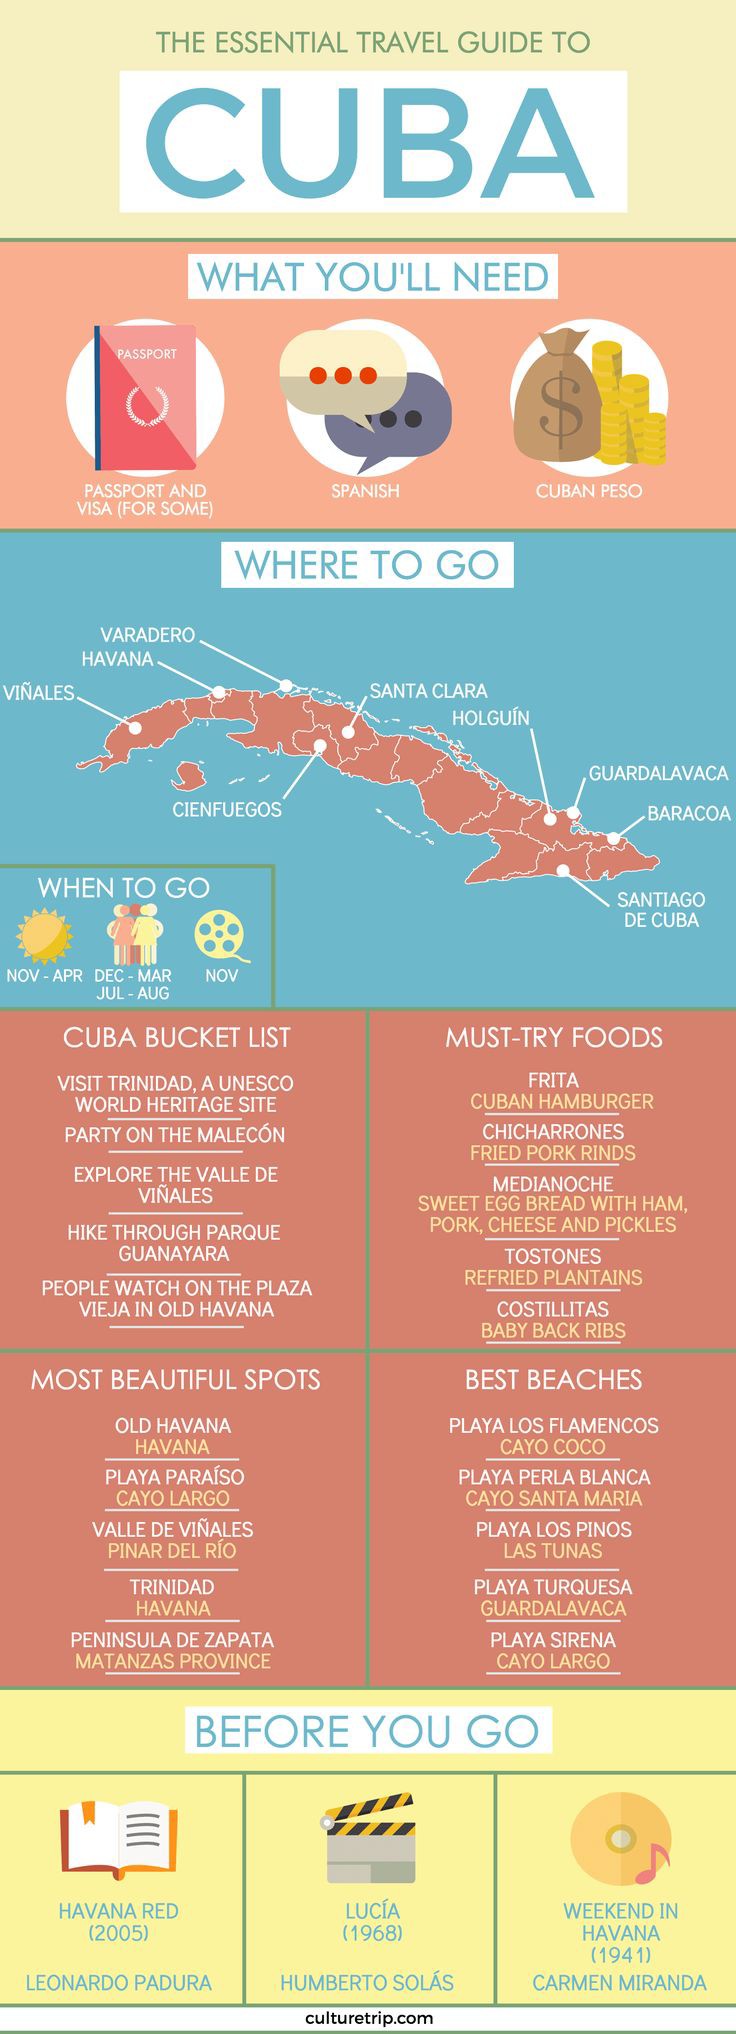 THE ESSENTIAL TRAVEL GUIDE TO
CUBA
WHAT YOU'LL NEED
PASSPORT
$
PASSPORT AND
VISA (FOR SOME)
SPANISH
CUBAN PESO
WHERE TO GO
VARADERO
HAVANA
VIÑALES
SANTA CLARA
HOLGUÍN
GUARDALAVACA
CIENFUEGOS
BARACOA
SANTIAGO
DE CUBA
WHEN TO GO
NOV - APR
DEC - MAR
JUL - AUG
NOV
CUBA BUCKET LIST
VISIT TRINIDAD, A UNESCO
WORLD HERITAGE SITE
PARTY ON THE MALECÓN
EXPLORE THE VALLE DE
VIÑALES
HIKE THROUGH PARQUE
GUANAYARA
PEOPLE WATCH ON THE PLAZA
VIEJA IN OLD HAVANA
MUST-TRY FOODS
FRITA
CUBAN HAMBURGER
CHICHARRONES
FRIED PORK RINDS
MEDIANOCHE
SWEET EGG BREAD WITH HAM,
PORK, CHEESE AND PICKLES
TOSTONES
REFRIED PLANTAINS
COSTILLITAS
BABY BACK RIBS
MOST BEAUTIFUL SPOTS
OLD HAVANA
HAVANA
PLAYA PARAÍSO
CAYO LARGO
VALLE DE VIÑALES
PINAR DEL RÍO
TRINIDAD
HAVANA
PENINSULA DE ZAPATA
MATANZAS PROVINCE
BEST BEACHES
PLAYA LOS FLAMENCOS
CAYO COCO
PLAYA PERLA BLANCA
CAYO SANTA MARIA
PLAYA LOS PINOS
LAS TUNAS
PLAYA TURQUESA
GUARDALAVACA
PLAYA SIRENA
CAYO LARGO
BEFORE YOU GO
HAVANA RED
(2005)
LEONARDO PADURA
LUCÍA
(1968)
HUMBERTO SOLÁS
WEEKEND IN
HAVANA
(1941)
CARMEN MIRANDA
culturetrip.com